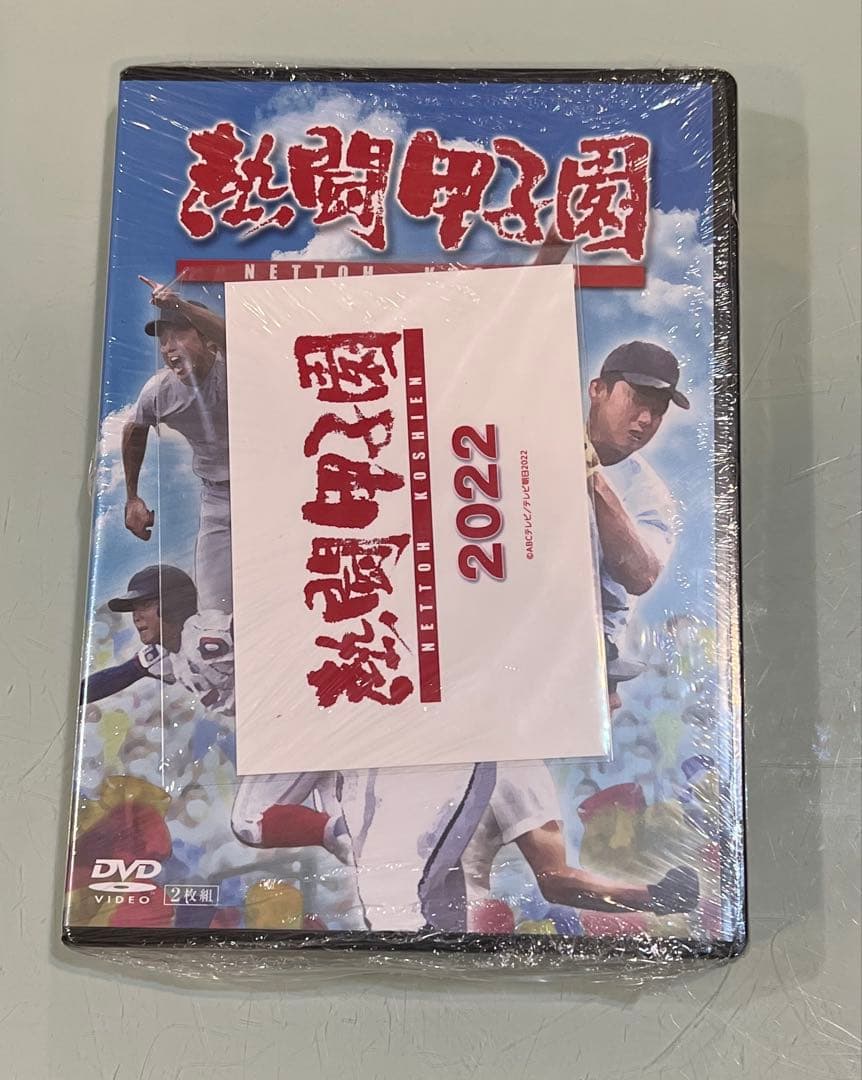 熱闘甲子園
NETTOH K
熱闘甲子園
NETTOH KOSHIEN
2022
©ABCテレビ/テレビ朝日2022
DVD
VIDEO
2枚組